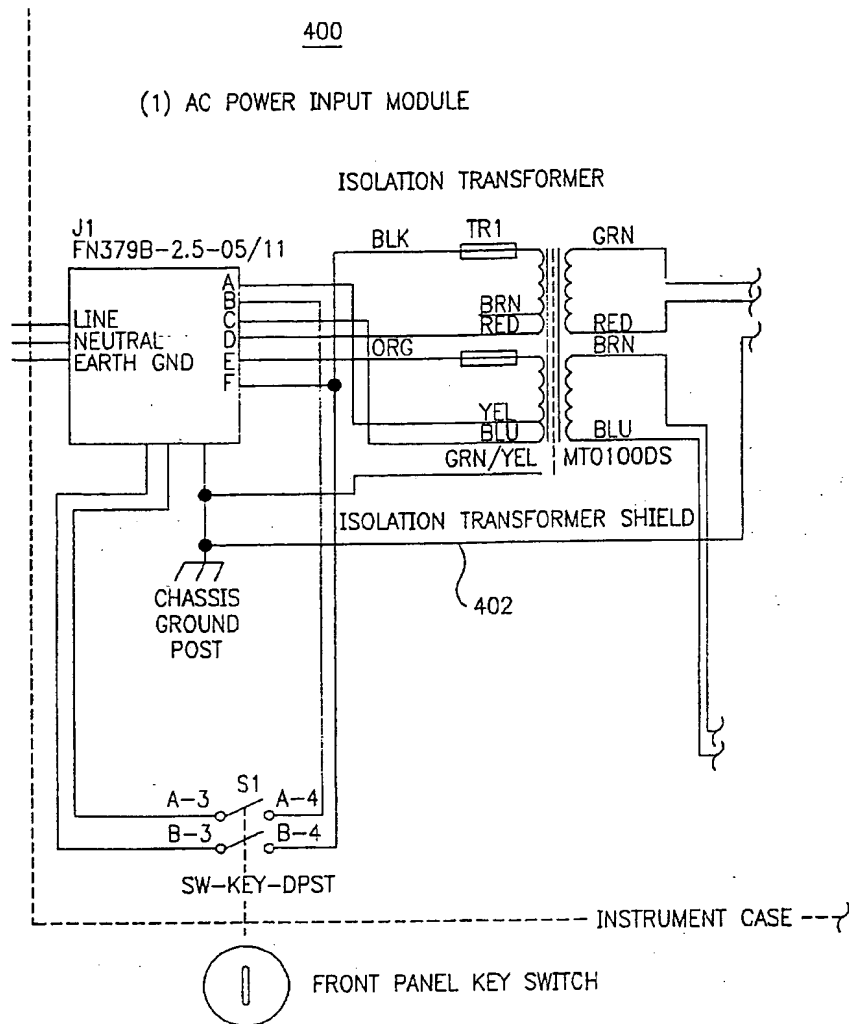 400
(1) AC POWER INPUT MODULE
ISOLATION TRANSFORMER
J1
FN379B-2.5-05/11
BLK
TR1
GRN
A
B
LINE
C
BRN
NEUTRAL
D
RED
RED
EARTH GND
E
ORG
BRN
F
YEL
BLU
BLU
GRN/YEL
MTO100DS
ISOLATION TRANSFORMER SHIELD
CHASSIS
GROUND
POST
402
S1
A-3
A-4
B-3
B-4
SW-KEY-DPST
INSTRUMENT CASE
FRONT PANEL KEY SWITCH